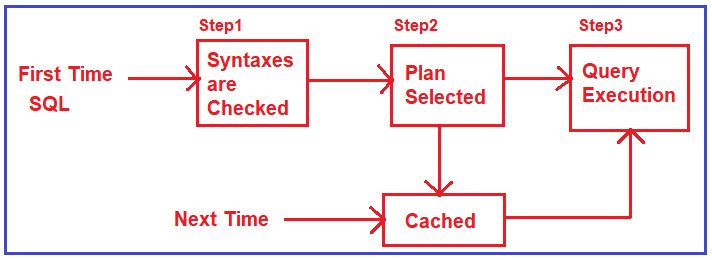 Step1
Step2
Step3
First Time
SQL
Syntaxes
are
Checked
Plan
Selected
Query
Execution
Next Time
Cached